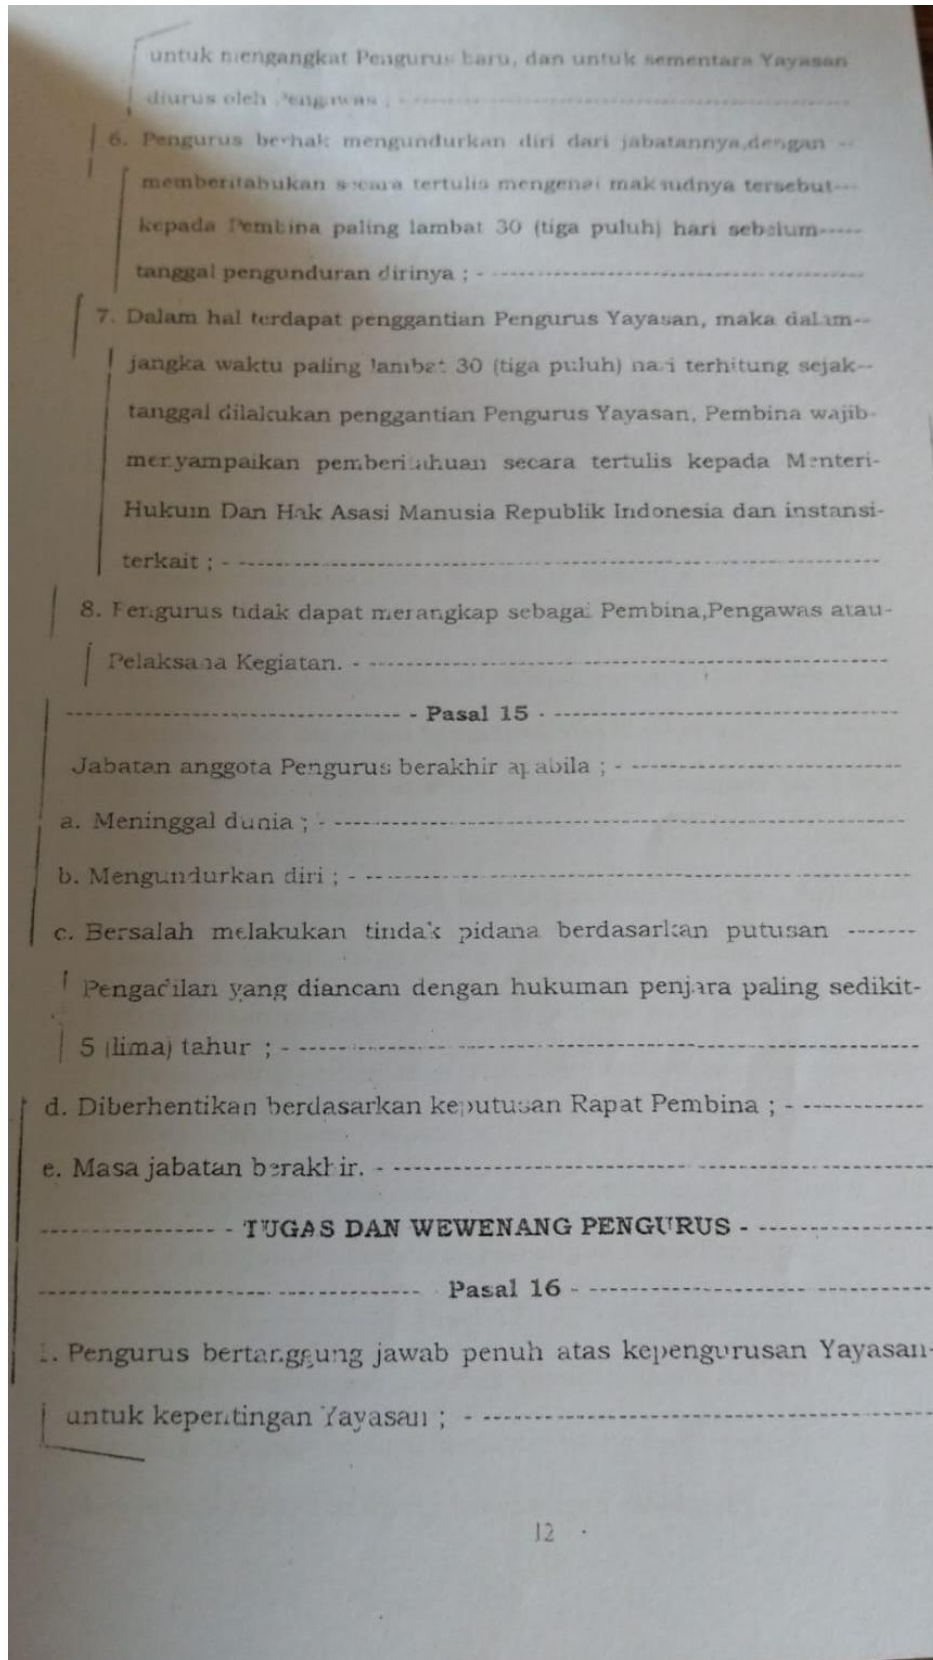 untuk mengangkat Pengurus baru, dan untuk sementara Yayasan
diurus oleh Pengawas ; - ----------------------------------------
6. Pengurus berhak mengundurkan diri dari jabatannya,dengan --
memberitahukan secara tertulis mengenai maksudnya tersebut---
kepada Pembina paling lambat 30 (tiga puluh) hari sebelum-----
tanggal pengunduran dirinya ; - ----------------------------------------
7. Dalam hal terdapat penggantian Pengurus Yayasan, maka dalam--
jangka waktu paling lambat 30 (tiga puluh) hari terhitung sejak--
tanggal dilakukan penggantian Pengurus Yayasan, Pembina wajib-
menyampaikan pemberitahuan secara tertulis kepada Menteri-
Hukum Dan Hak Asasi Manusia Republik Indonesia dan instansi-
terkait ; - ----------------------------------------
8. Pengurus tidak dapat merangkap sebagai Pembina,Pengawas atau-
Pelaksana Kegiatan. - ----------------------------------------
---------------------------------- - Pasal 15 - ----------------------------------
Jabatan anggota Pengurus berakhir apabila ; - ---------------------------
a. Meninggal dunia ; - ----------------------------------------
b. Mengundurkan diri ; - ----------------------------------------
c. Bersalah melakukan tindak pidana berdasarkan putusan -------
Pengadilan yang diancam dengan hukuman penjara paling sedikit-
5 (lima) tahun ; - ----------------------------------------
d. Diberhentikan berdasarkan keputusan Rapat Pembina ; - ------------
e. Masa jabatan berakhir. - ----------------------------------------
----------------- - TUGAS DAN WEWENANG PENGURUS - -----------------
------------------------------------- - Pasal 16 - ----------------------------------
1. Pengurus bertanggung jawab penuh atas kepengurusan Yayasan-
untuk kepentingan Yayasan ; - ----------------------------------------
12